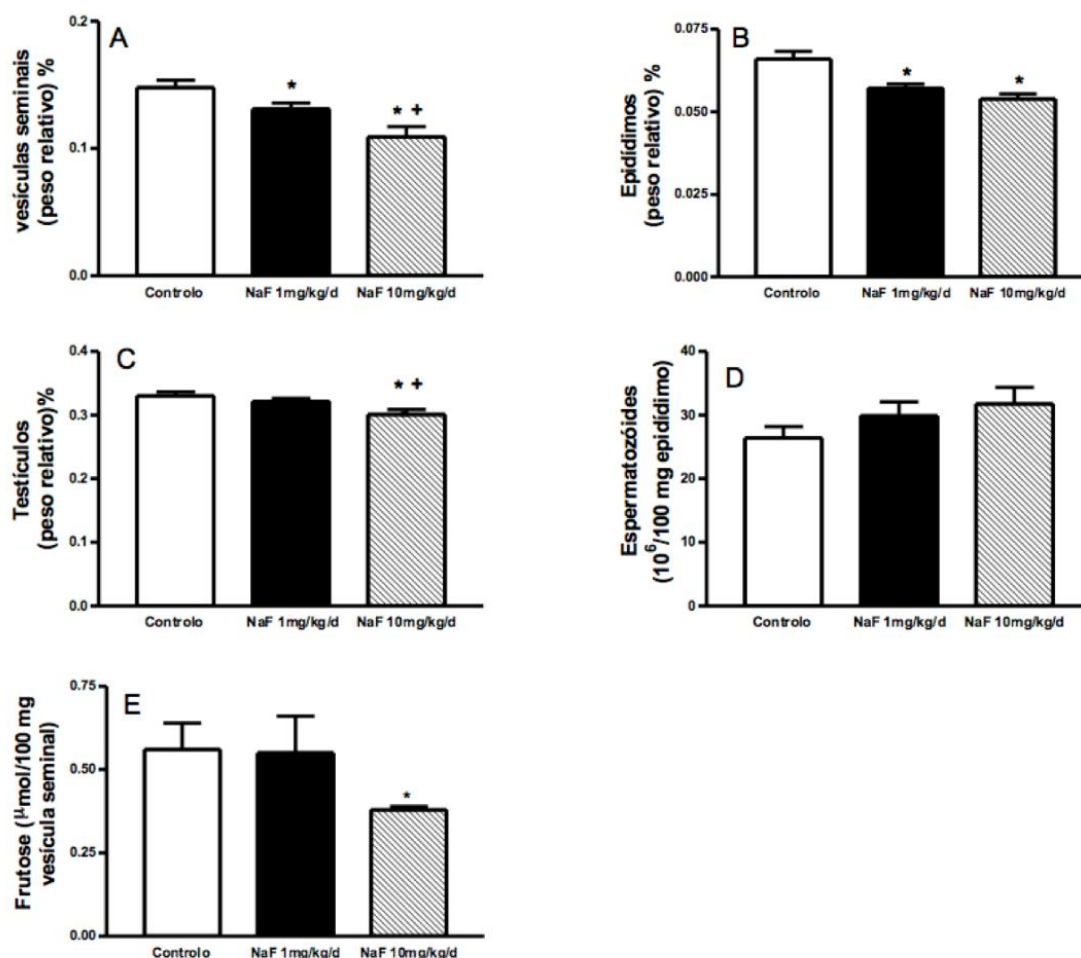 A
vesículas seminais
(peso relativo) %
0.2
0.1
0.0
*
* +
Controlo
NaF 1mg/kg/d
NaF 10mg/kg/d
B
Epidídimos
(peso relativo) %
0.075
0.050
0.025
0.000
*
*
Controlo
NaF 1mg/kg/d
NaF 10mg/kg/d
C
Testículos
(peso relativo)%
0.4
0.3
0.2
0.1
0.0
* +
Controlo
NaF 1mg/kg/d
NaF 10mg/kg/d
D
Espermatozóides
(10⁶/100 mg epidídimo)
40
30
20
10
0
Controlo
NaF 1mg/kg/d
NaF 10mg/kg/d
E
Frutose (μmol/100 mg
vesícula seminal)
0.75
0.50
0.25
0.00
*
Controlo
NaF 1mg/kg/d
NaF 10mg/kg/d